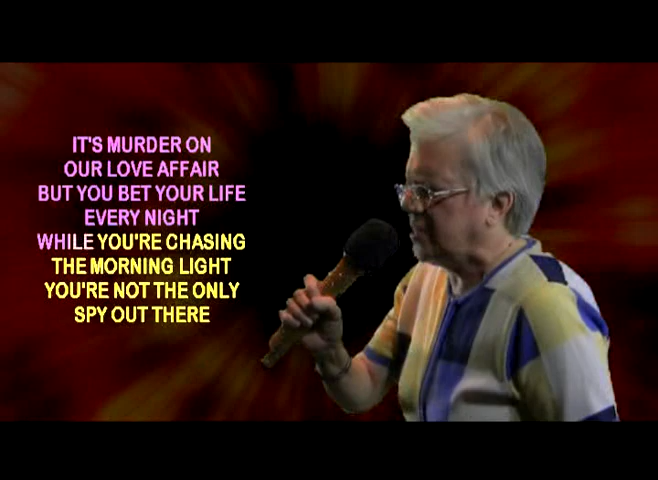 IT'S MURDER ON
OUR LOVE AFFAIR
BUT YOU BET YOUR LIFE
EVERY NIGHT
WHILE YOU'RE CHASING
THE MORNING LIGHT
YOU'RE NOT THE ONLY
SPY OUT THERE